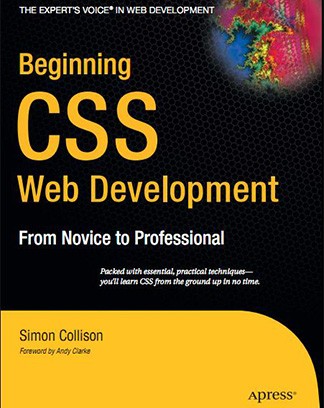 THE EXPERT'S VOICE® IN WEB DEVELOPMENT
Beginning
CSS
Web Development
From Novice to Professional
Packed with essential, practical techniques—
you'll learn CSS from the ground up in no time.
Simon Collison
Foreword by Andy Clarke
Apress®